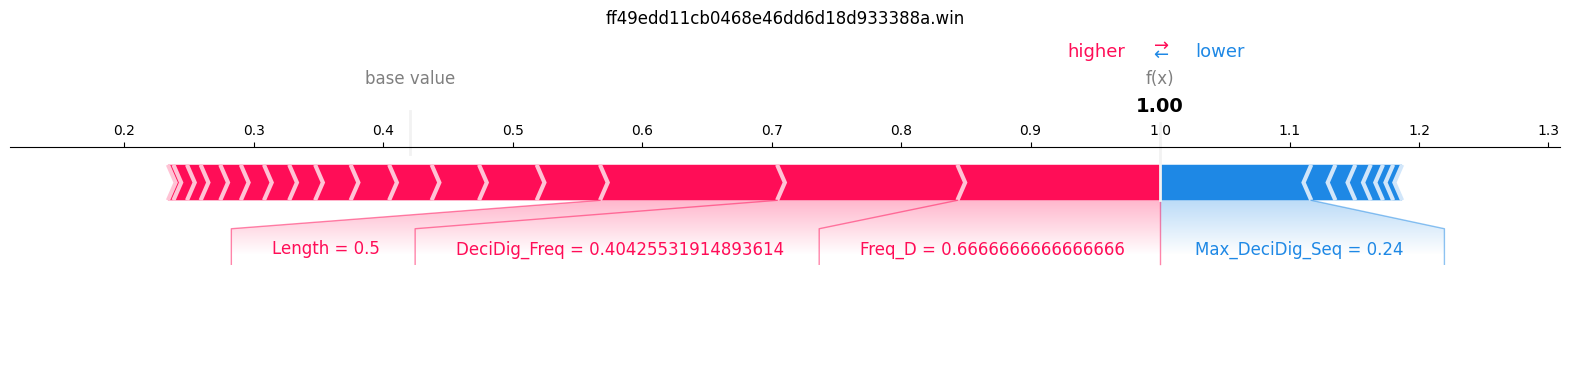 ff49edd11cb0468e46dd6d18d933388a.win
higher ⇄ lower
base value f(x)
1.00
0.2 0.3 0.4 0.5 0.6 0.7 0.8 0.9 1.0 1.1 1.2 1.3
Length = 0.5 DeciDig_Freq = 0.40425531914893614 Freq_D = 0.6666666666666666 Max_DeciDig_Seq = 0.24